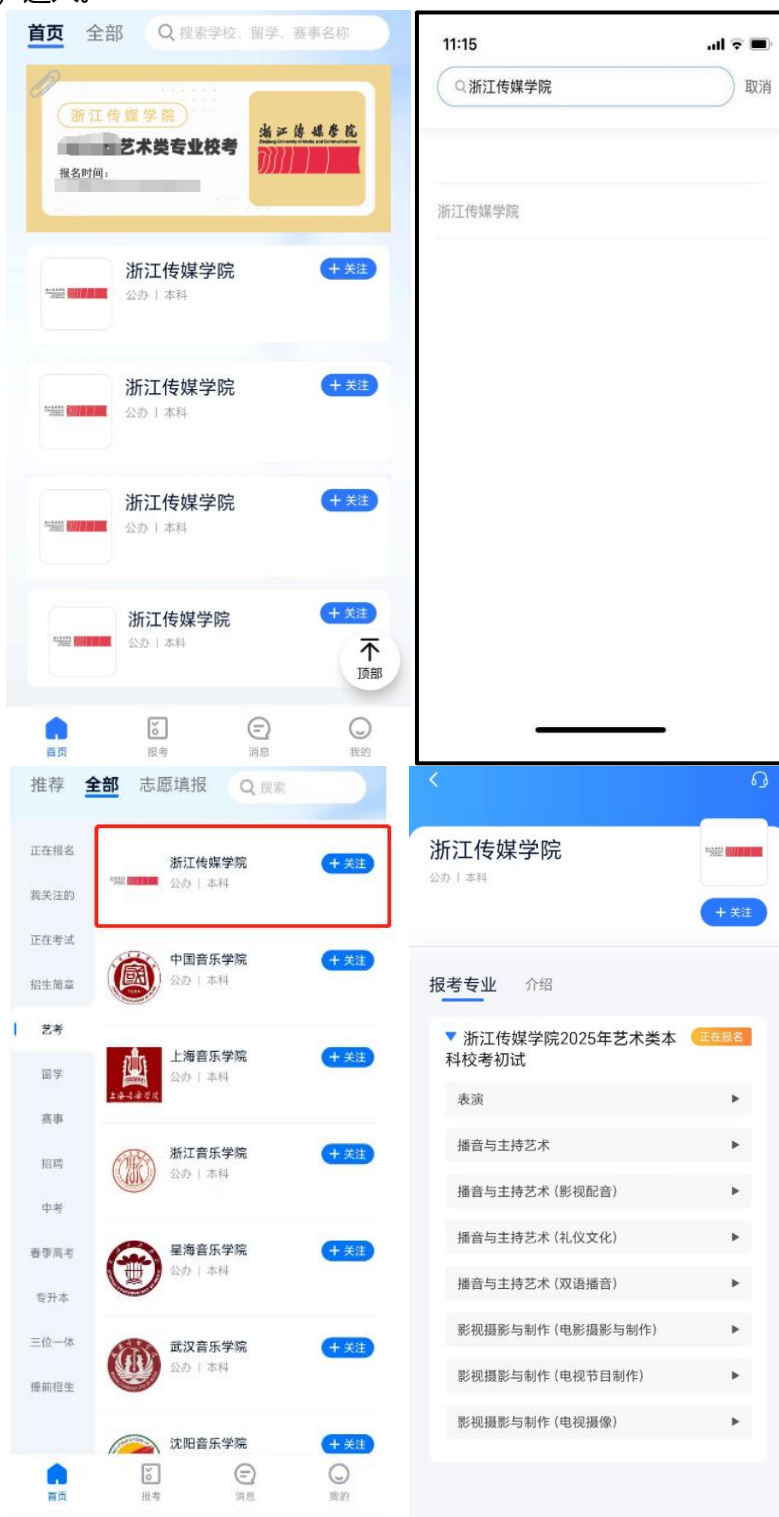 进入。
首页 全部 搜索学校、留学、赛事名称
浙江传媒学院
艺术类专业校考
报名时间：
浙江传媒学院
浙江传媒学院
+ 关注
公办 | 本科
浙江传媒学院
+ 关注
公办 | 本科
浙江传媒学院
+ 关注
公办 | 本科
浙江传媒学院
+ 关注
公办 | 本科
顶部
首页 报考 消息 我的
11:15
浙江传媒学院 取消
浙江传媒学院
推荐 全部 志愿填报 搜索
正在报名
我关注的
正在考试
招生简章
艺考
留学
赛事
招聘
中考
春季高考
专升本
三位一体
提前招生
浙江传媒学院
+ 关注
公办 | 本科
中国音乐学院
+ 关注
公办 | 本科
上海音乐学院
+ 关注
公办 | 本科
上海音乐学院
浙江音乐学院
+ 关注
公办 | 本科
星海音乐学院
+ 关注
公办 | 本科
武汉音乐学院
+ 关注
公办 | 本科
沈阳音乐学院
+ 关注
首页 报考 消息 我的
浙江传媒学院
公办 | 本科
+ 关注
报考专业 介绍
浙江传媒学院2025年艺术类本
正在报名
科校考初试
表演
播音与主持艺术
播音与主持艺术 (影视配音)
播音与主持艺术 (礼仪文化)
播音与主持艺术 (双语播音)
影视摄影与制作 (电影摄影与制作)
影视摄影与制作 (电视节目制作)
影视摄影与制作 (电视摄像)